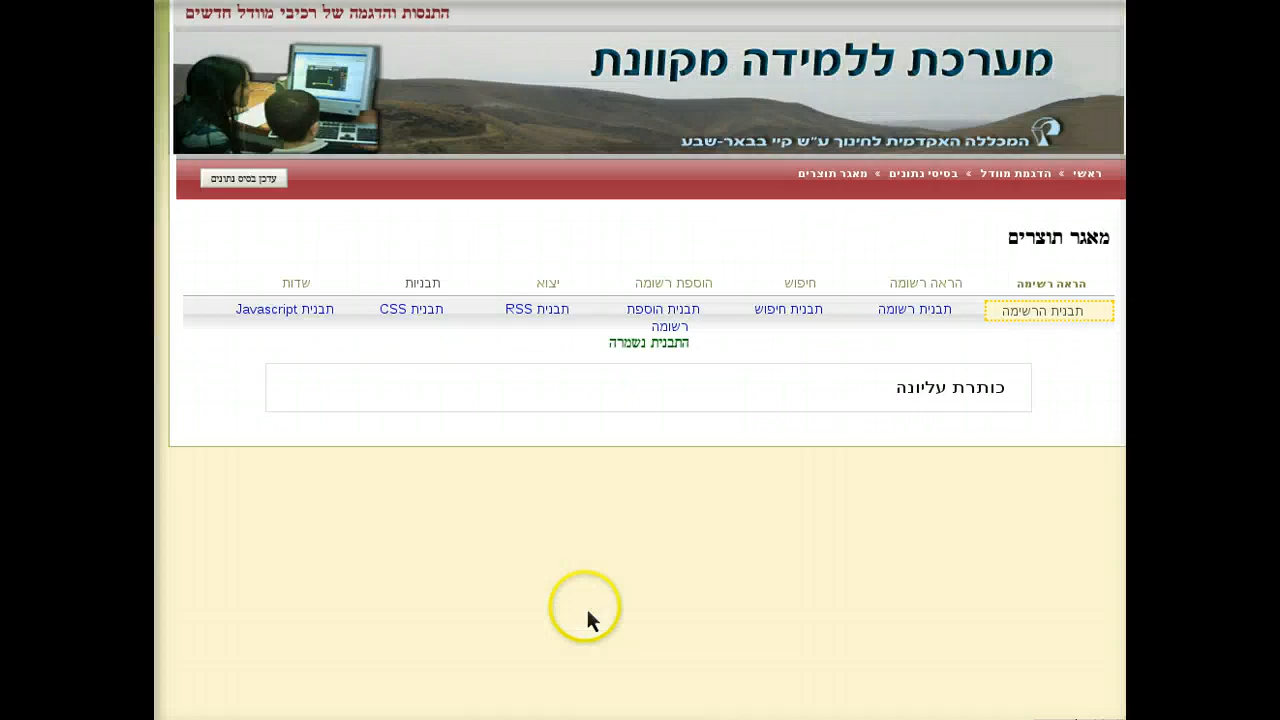 התנסות והדגמה של רכיבי מוודל חדשים
מערכת ללמידה מקוונת
המכללה האקדמית לחינוך ע"ש קיי בבאר-שבע
ראשי » הדגמת מוודל » בסיסי נתונים » מאגר תוצרים
עדכן בסיס נתונים
מאגר תוצרים
הראה רשימה הראה רשומה חיפוש הוספת רשומה יצוא תבניות שדות
תבנית הרשימה תבנית רשומה תבנית חיפוש תבנית הוספת רשומה תבנית RSS תבנית CSS תבנית Javascript
התבנית נשמרה
כותרת עליונה